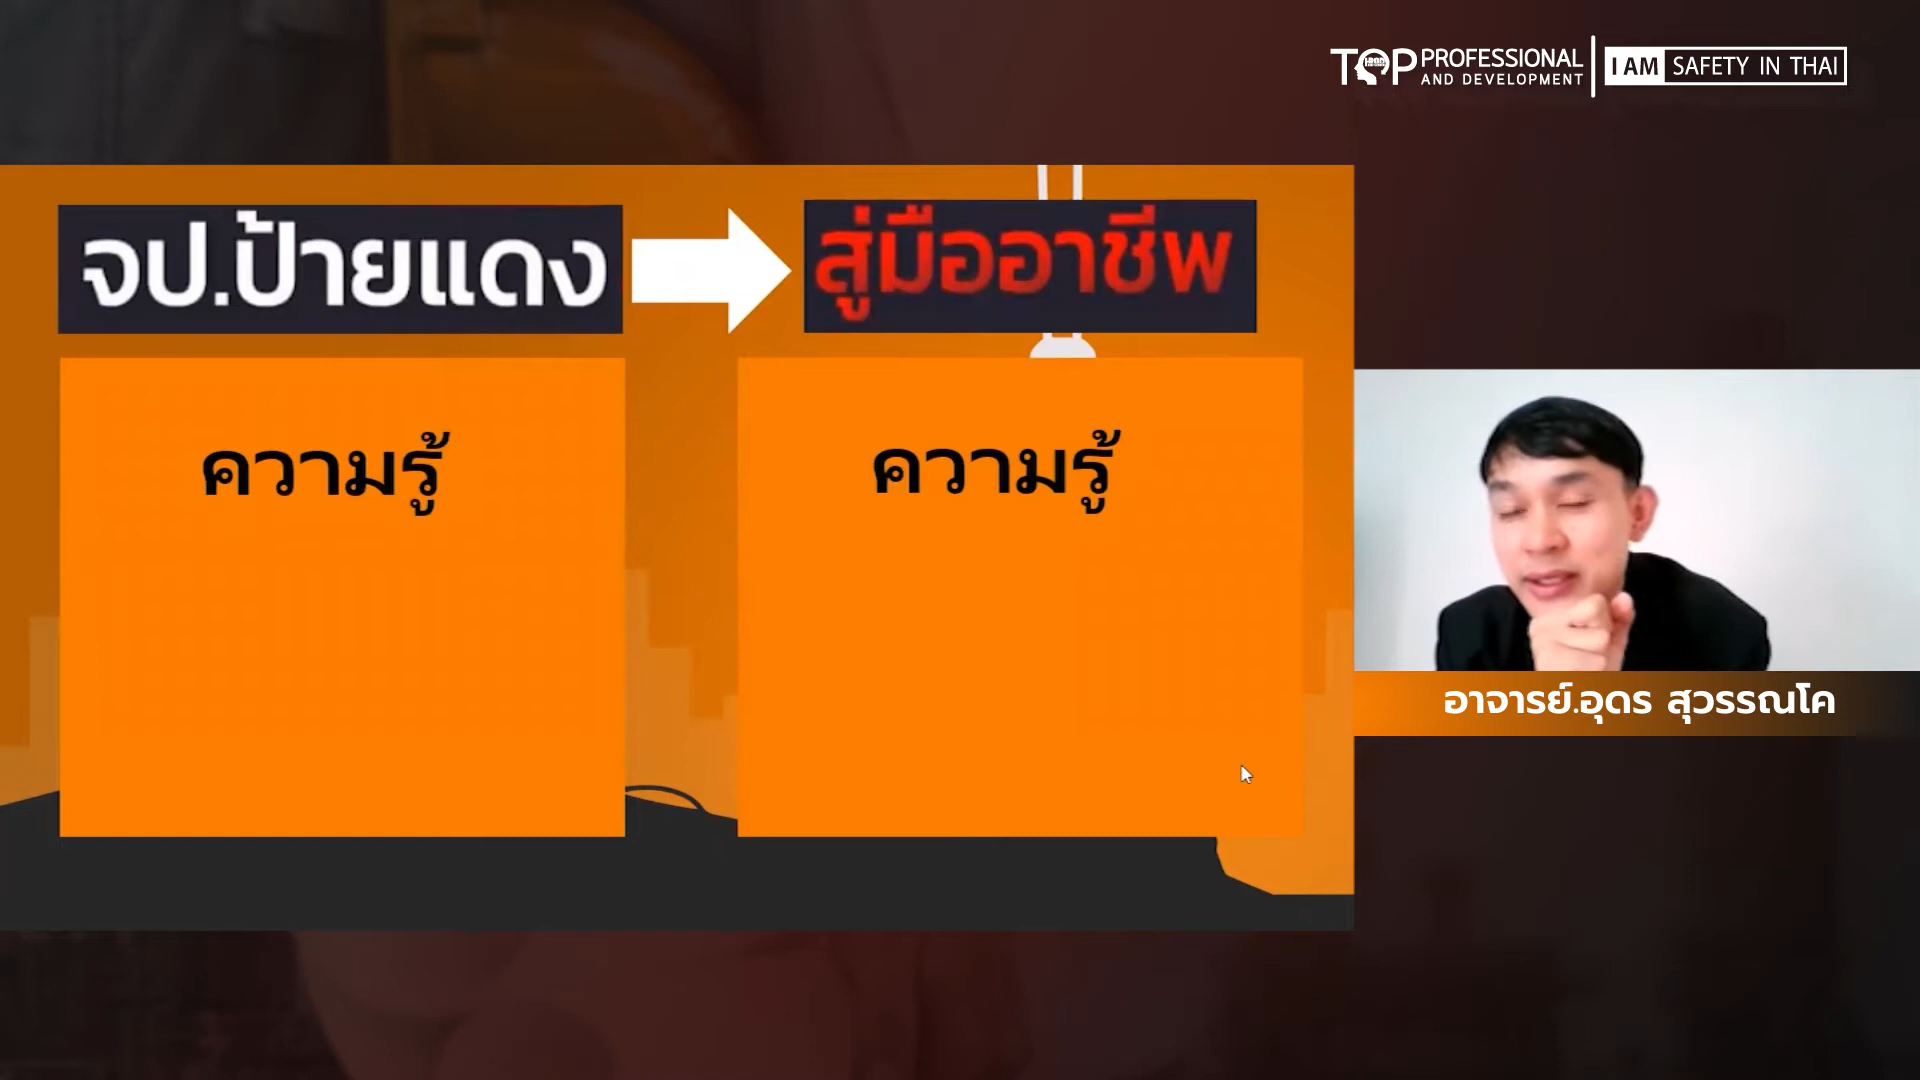 TOP PROFESSIONAL
AND DEVELOPMENT
I AM SAFETY IN THAI
จป.ป้ายแดง
สู่มืออาชีพ
ความรู้
ความรู้
อาจารย์.อุดร สุวรรณโค